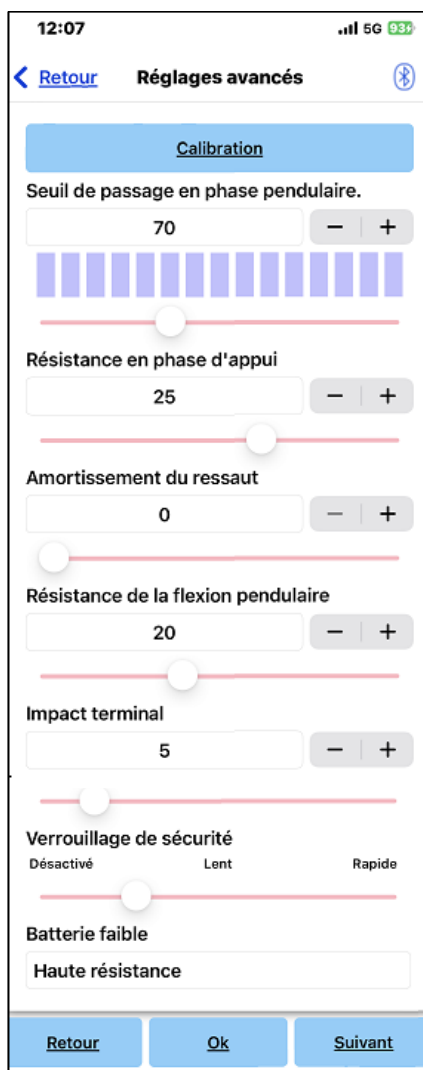 12:07 5G 93
Retour Réglages avancés
Calibration
Seuil de passage en phase pendulaire.
70 − +
Résistance en phase d'appui
25 − +
Amortissement du ressaut
0 − +
Résistance de la flexion pendulaire
20 − +
Impact terminal
5 − +
Verrouillage de sécurité
Désactivé Lent Rapide
Batterie faible
Haute résistance
Retour Ok Suivant